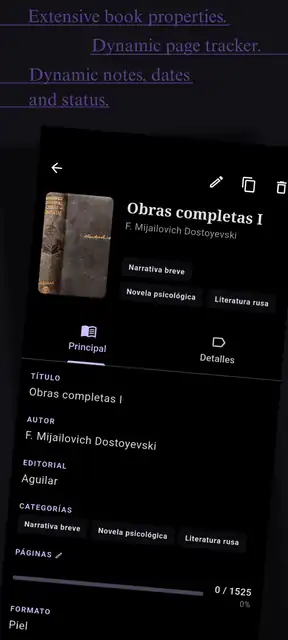 Extensive book properties.
Dynamic page tracker.
Dynamic notes, dates
and status.
Obras completas I
F. Mijailovich Dostoyevski
Narrativa breve
Novela psicológica
Literatura rusa
Principal
Detalles
TÍTULO
Obras completas I
AUTOR
F. Mijailovich Dostoyevski
EDITORIAL
Aguilar
CATEGORÍAS
Narrativa breve
Novela psicológica
Literatura rusa
PÁGINAS
0 / 1525
0%
FORMATO
Piel